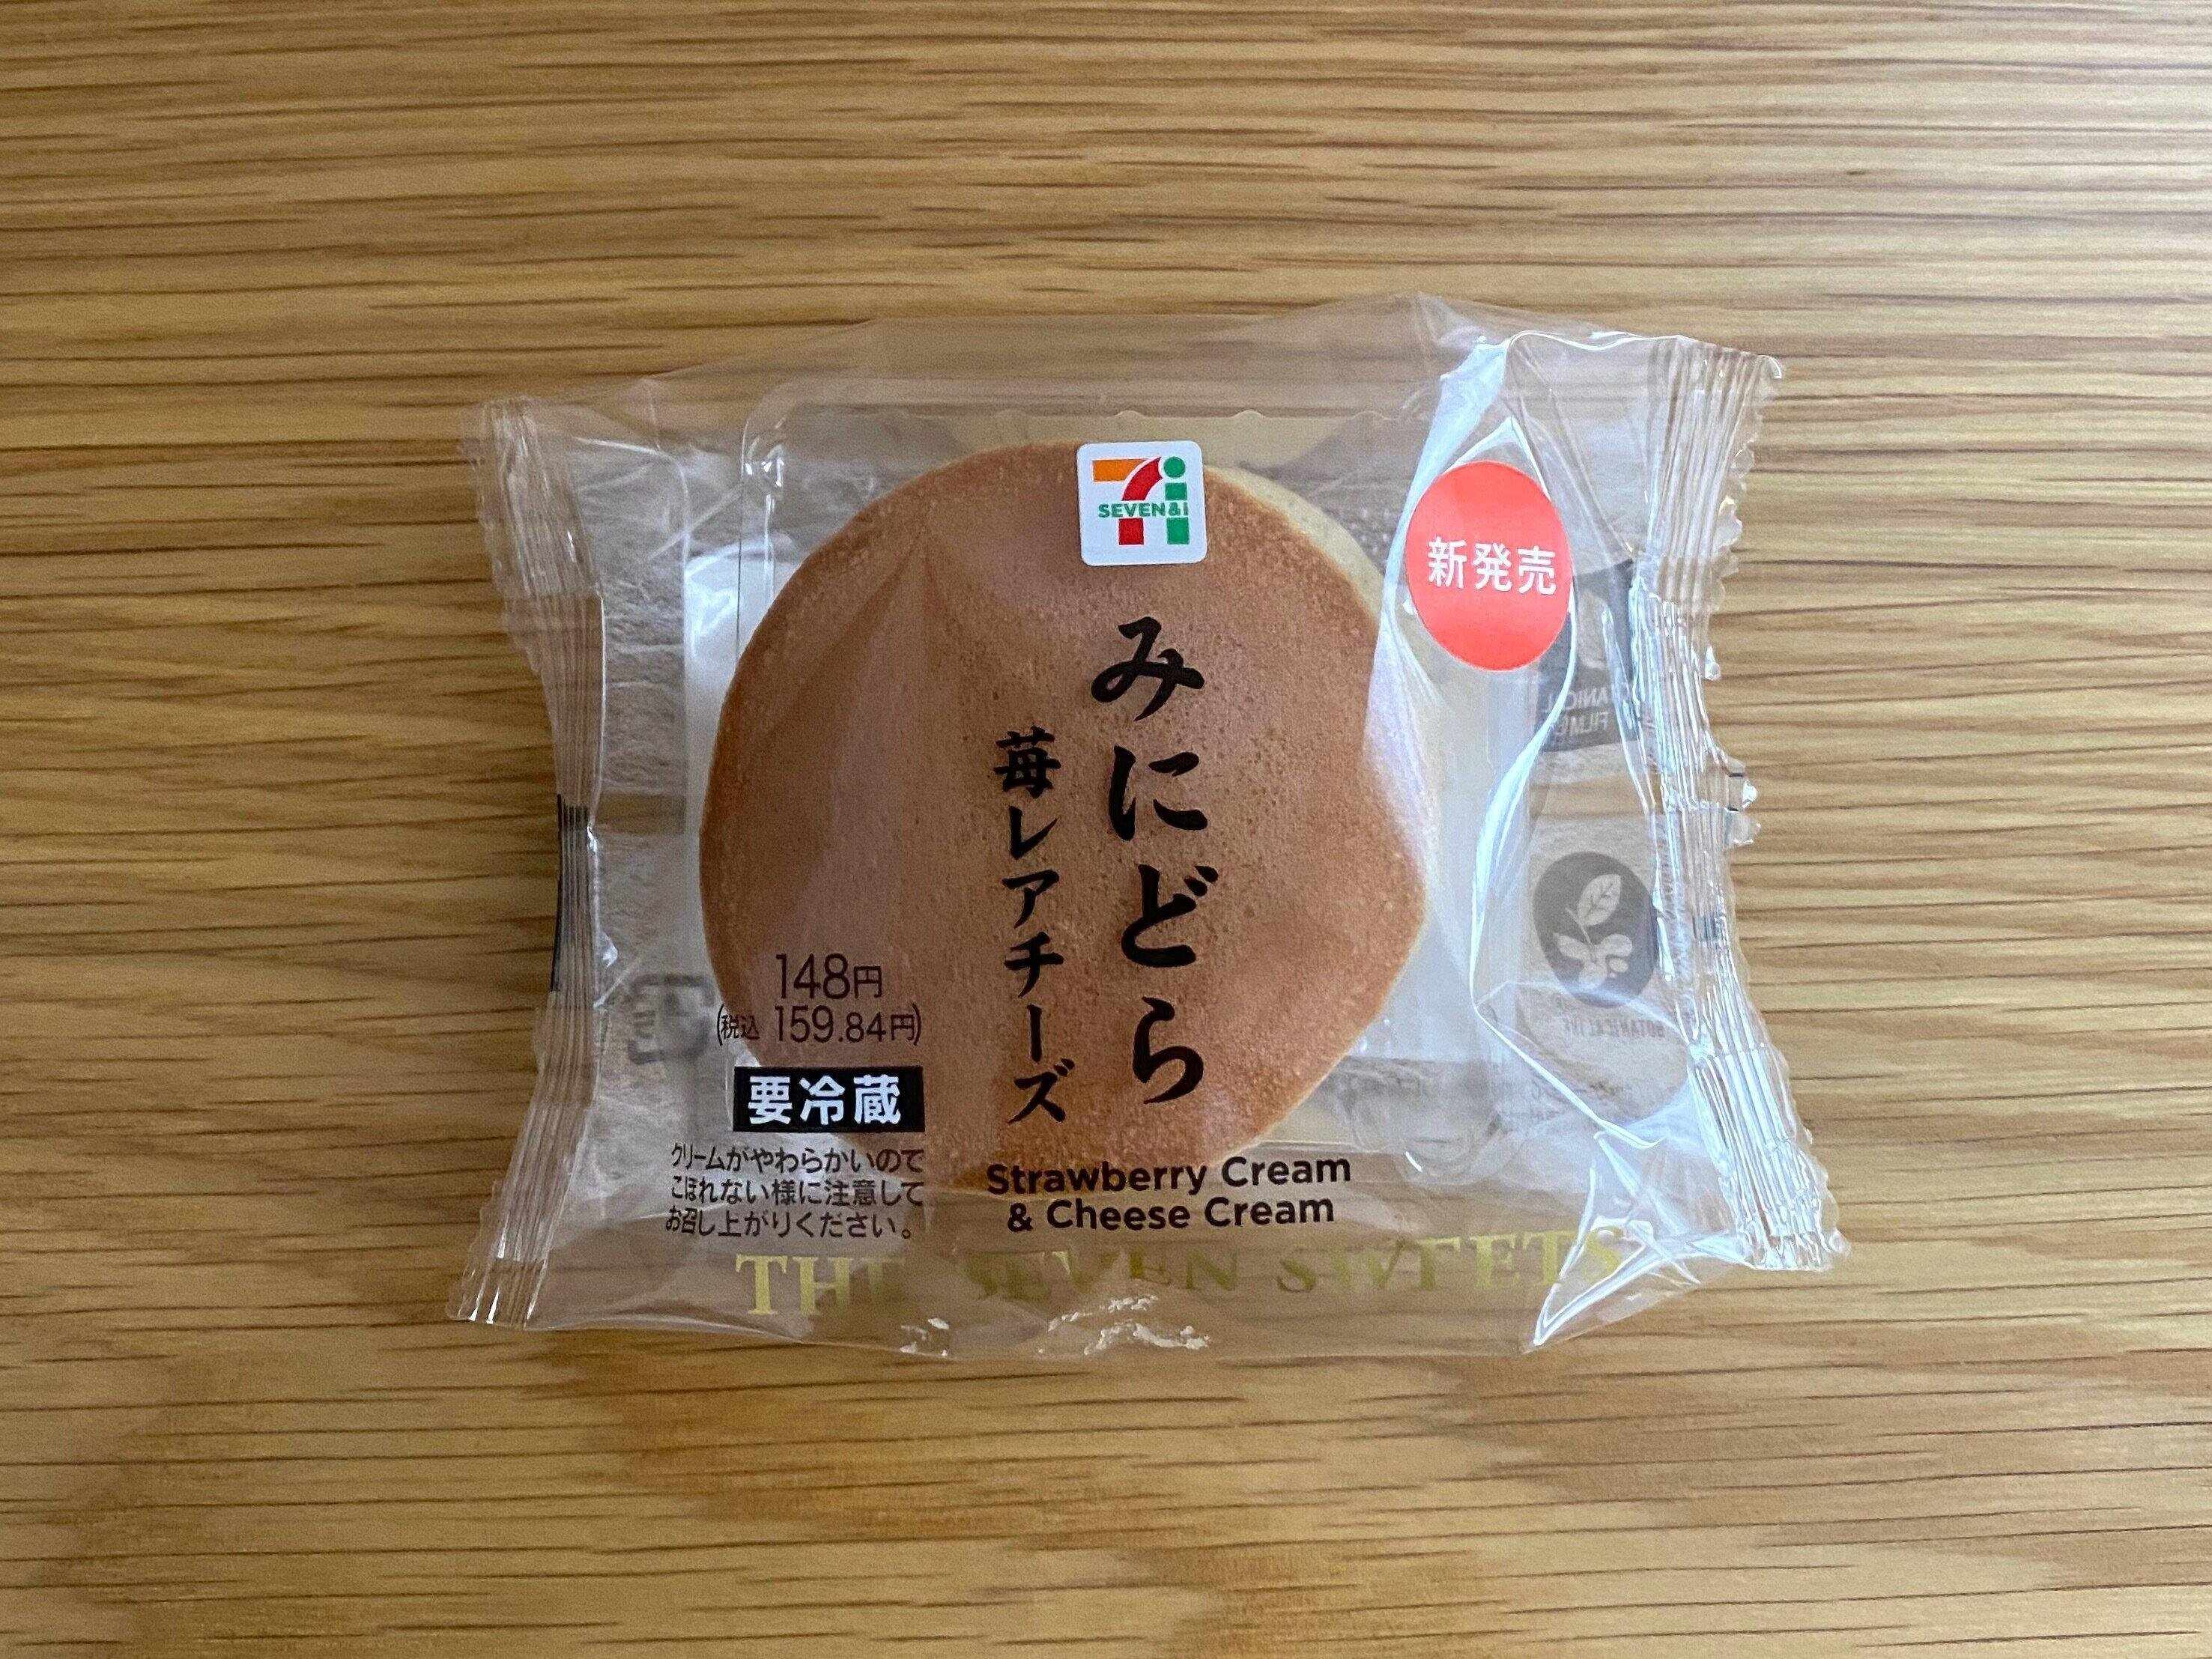 SEVEN&i
新発売
みにどら
苺レアチーズ
148円
(税込 159.84円)
要冷蔵
クリームがやわらかいので
こぼれない様に注意して
お召し上がりください。
Strawberry Cream
& Cheese Cream
THE SEVEN SWEETS